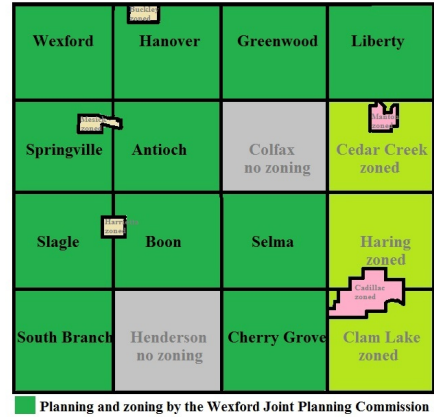 Buckley
zoned
Wexford Hanover Greenwood Liberty
Mesick
zoned
Manton
zoned
Springville Antioch Colfax Cedar Creek
no zoning zoned
Harrietta
zoned
Slagle Boon Selma Haring
zoned
Cadillac
zoned
South Branch Henderson Cherry Grove Clam Lake
no zoning zoned
Planning and zoning by the Wexford Joint Planning Commission